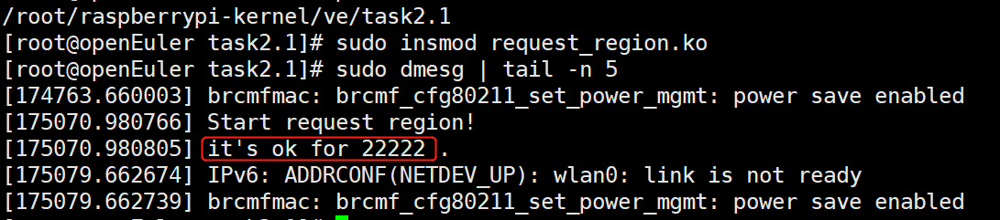 /root/raspberrypi-kernel/ve/task2.1
[root@openEuler task2.1]# sudo insmod request_region.ko
[root@openEuler task2.1]# sudo dmesg | tail -n 5
[174763.660003] brcmfmac: brcmf_cfg80211_set_power_mgmt: power save enabled
[175070.980766] Start request region!
[175070.980805] it's ok for 22222 .
[175079.662674] IPv6: ADDRCONF(NETDEV_UP): wlan0: link is not ready
[175079.662739] brcmfmac: brcmf_cfg80211_set_power_mgmt: power save enabled